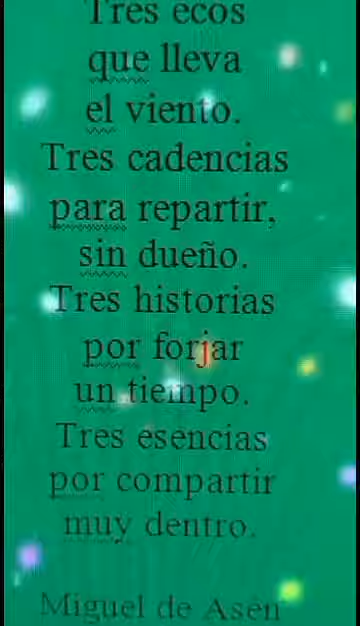 Tres ecos
que lleva
el viento.
Tres cadencias
para repartir,
sin dueño.
Tres historias
por forjar
un tiempo.
Tres esencias
por compartir
muy dentro.
Miguel de Asén